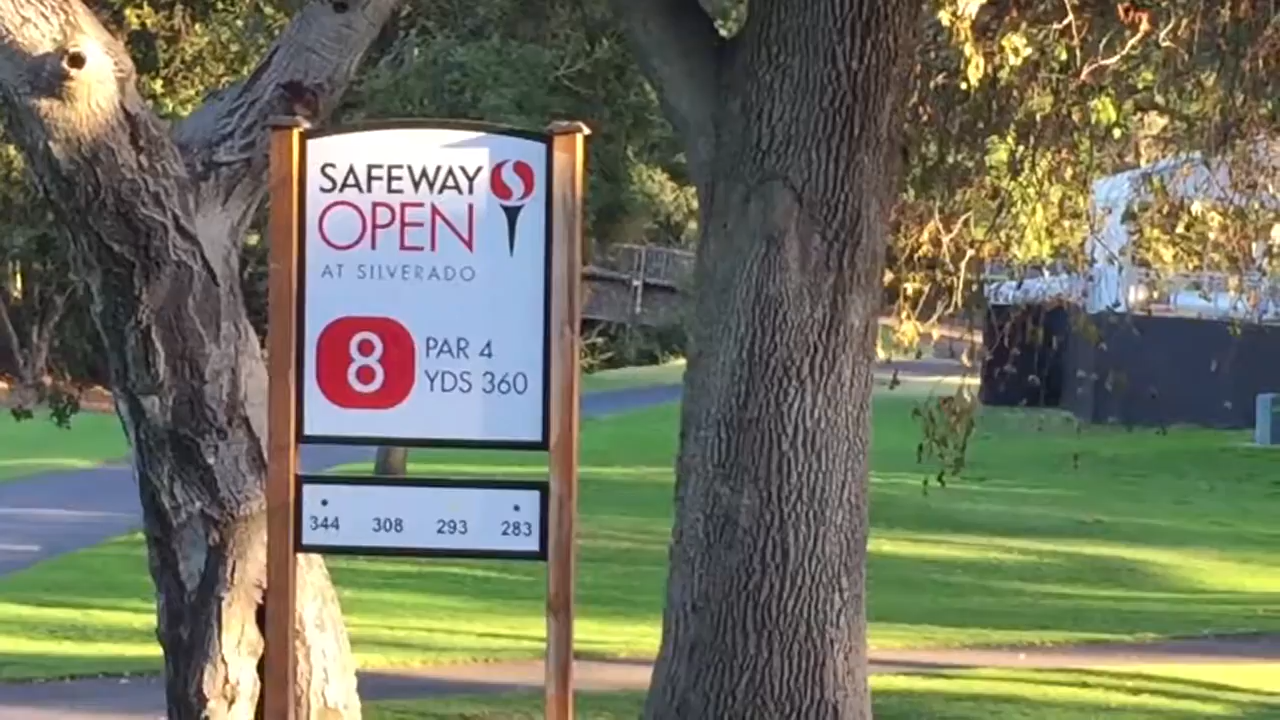 SAFEWAY
OPEN
AT SILVERADO
8 PAR 4
YDS 360
344 308 293 283